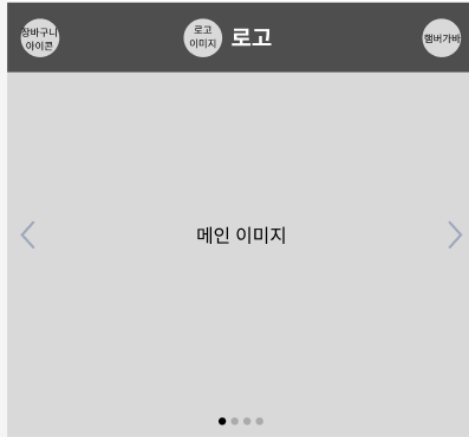 장바구니
아이콘
로고
이미지
로고
햄버가바
메인 이미지